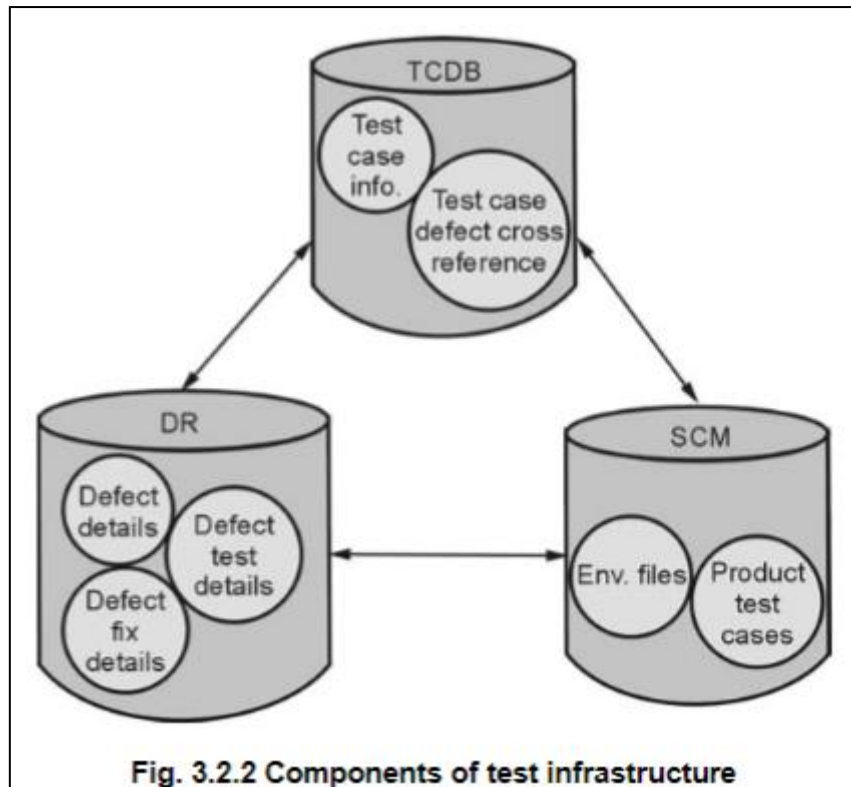 TCDB
Test
case
info.
Test case
defect cross
reference
DR
Defect
details
Defect
test
details
Defect
fix
details
SCM
Env. files
Product
test
cases
Fig. 3.2.2 Components of test infrastructure